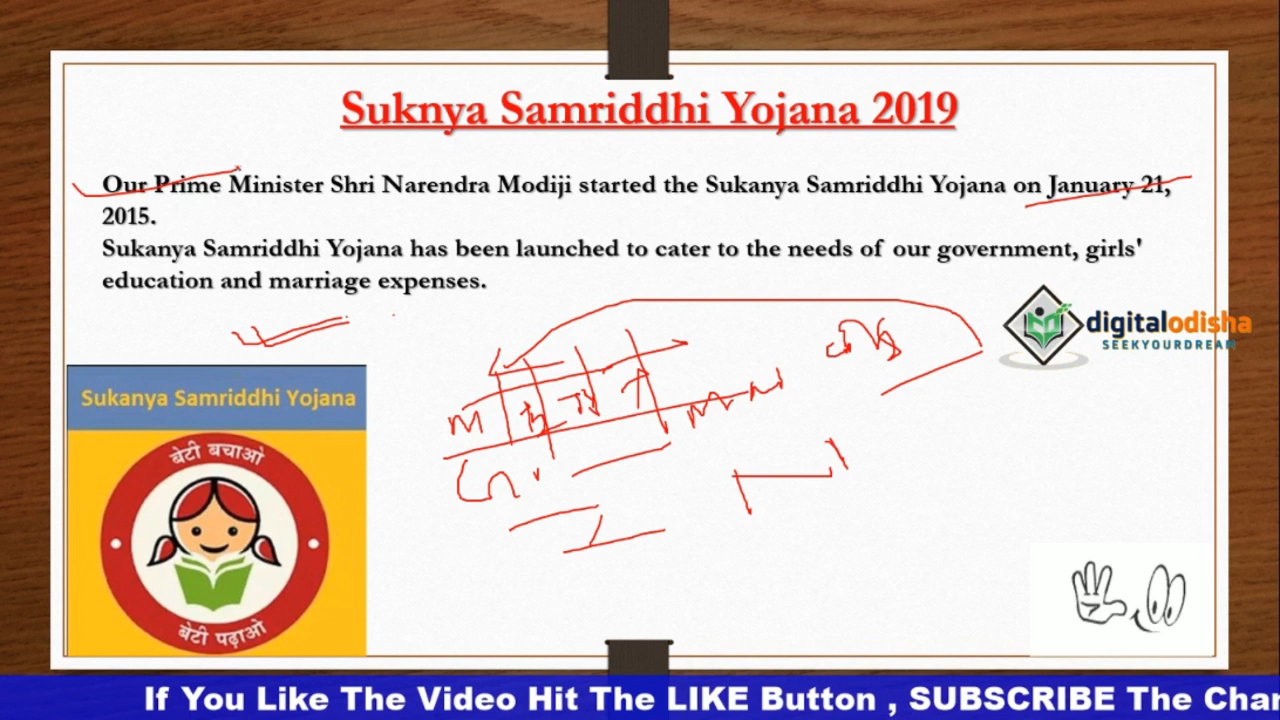 Suknya Samriddhi Yojana 2019
Our Prime Minister Shri Narendra Modiji started the Sukanya Samriddhi Yojana on January 21,
2015.
Sukanya Samriddhi Yojana has been launched to cater to the needs of our government, girls'
education and marriage expenses.
digitalodisha
SEEKYOURDREAM
Sukanya Samriddhi Yojana
बेटी बचाओ
बेटी पढ़ाओ
If You Like The Video Hit The LIKE Button , SUBSCRIBE The Chan